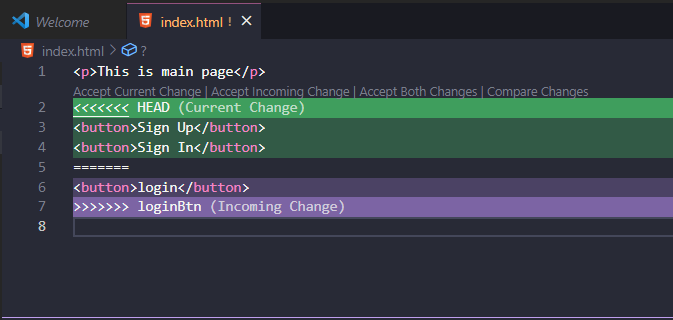 Welcome
index.html !
index.html > ?
1 <p>This is main page</p>
Accept Current Change | Accept Incoming Change | Accept Both Changes | Compare Changes
2 <<<<<<< HEAD (Current Change)
3 <button>Sign Up</button>
4 <button>Sign In</button>
5 =======
6 <button>login</button>
7 >>>>>>> loginBtn (Incoming Change)
8